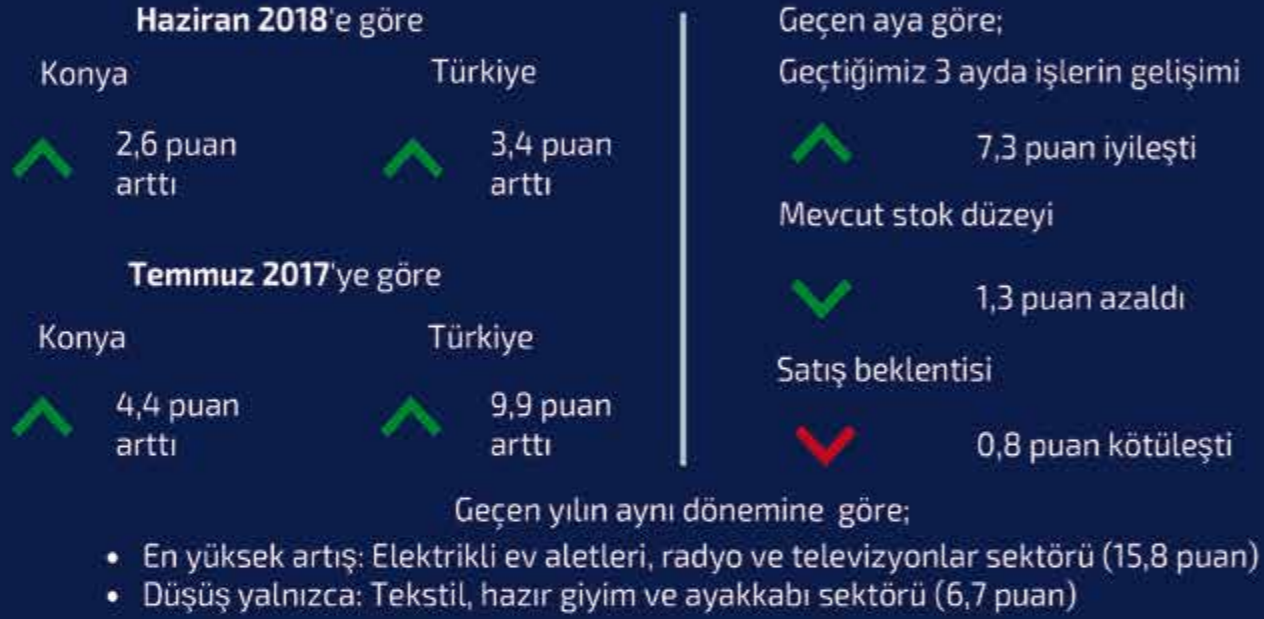 Haziran 2018'e göre
Konya
Türkiye
2,6 puan
arttı
3,4 puan
arttı
Temmuz 2017'ye göre
Konya
Türkiye
4,4 puan
arttı
9,9 puan
arttı
Geçen aya göre;
Geçtiğimiz 3 ayda işlerin gelişimi
7,3 puan iyileşti
Mevcut stok düzeyi
1,3 puan azaldı
Satış beklentisi
0,8 puan kötüleşti
Geçen yılın aynı dönemine göre;
• En yüksek artış: Elektrikli ev aletleri, radyo ve televizyonlar sektörü (15,8 puan)
• Düşüş yalnızca: Tekstil, hazır giyim ve ayakkabı sektörü (6,7 puan)